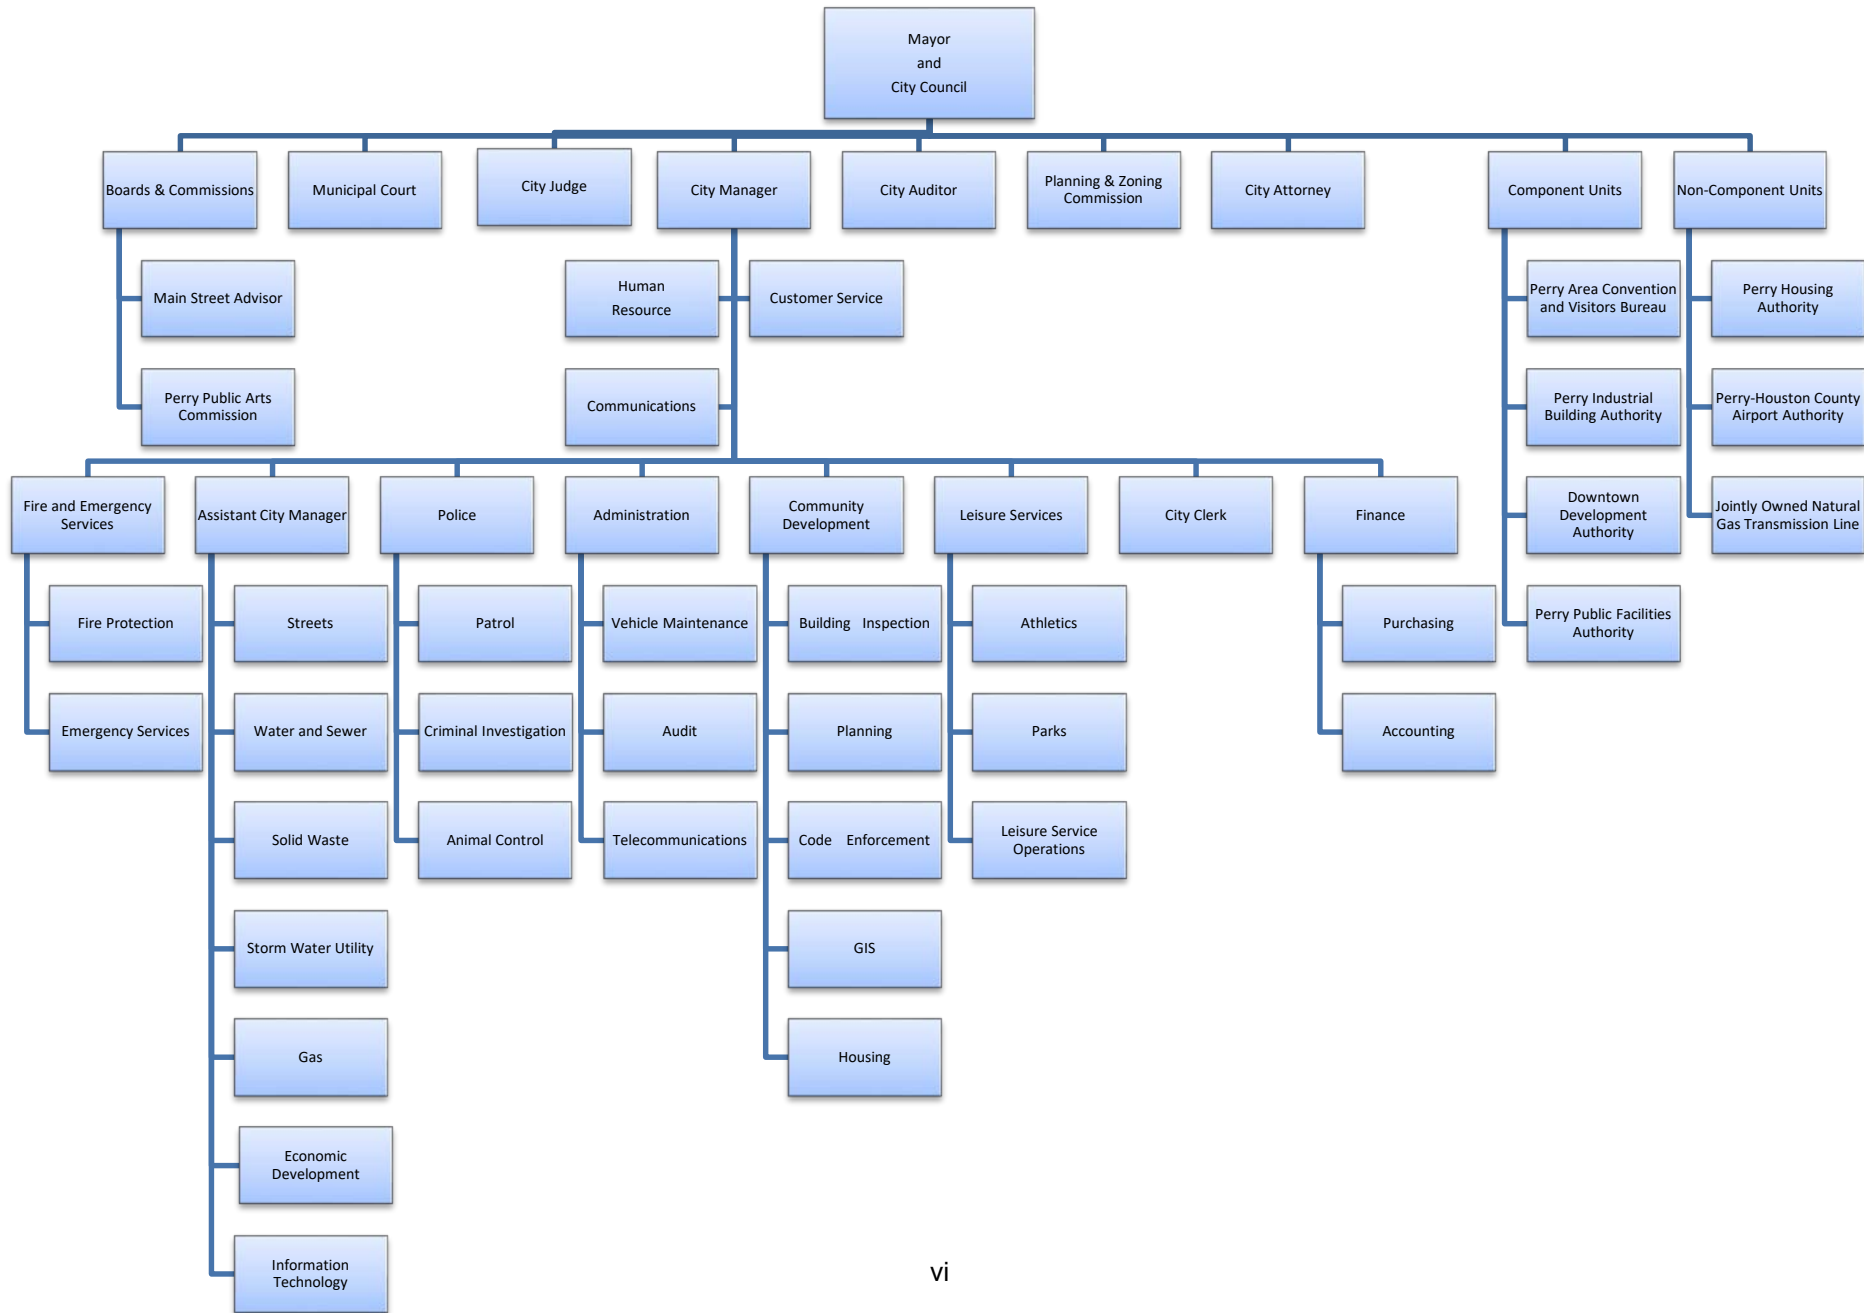 Mayor
and
City Council
Boards & Commissions
Municipal Court
City Judge
City Manager
City Auditor
Planning & Zoning
Commission
City Attorney
Component Units
Non-Component Units
Main Street Advisor
Human
Resource
Customer Service
Perry Area Convention
and Visitors Bureau
Perry Housing
Authority
Perry Public Arts
Commission
Communications
Perry Industrial
Building Authority
Perry-Houston County
Airport Authority
Fire and Emergency
Services
Assistant City Manager
Police
Administration
Community
Development
Leisure Services
City Clerk
Finance
Downtown
Development
Authority
Jointly Owned Natural
Gas Transmission Line
Fire Protection
Streets
Patrol
Vehicle Maintenance
Building Inspection
Athletics
Purchasing
Perry Public Facilities
Authority
Emergency Services
Water and Sewer
Criminal Investigation
Audit
Planning
Parks
Accounting
Solid Waste
Animal Control
Telecommunications
Code Enforcement
Leisure Service
Operations
Storm Water Utility
GIS
Gas
Housing
Economic
Development
Information
Technology
vi